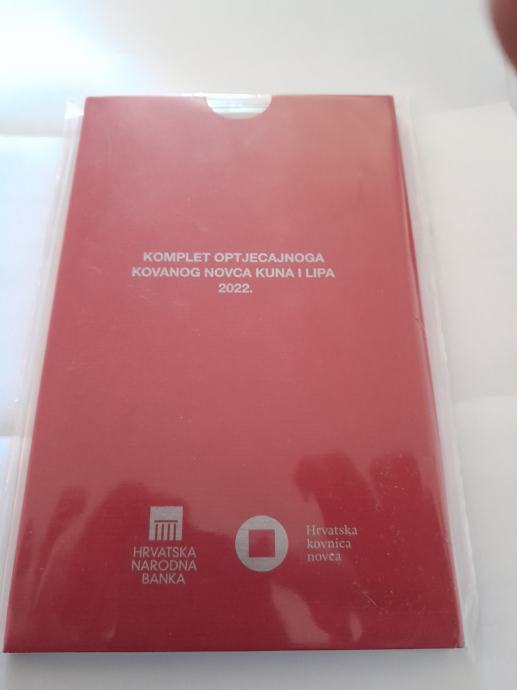 KOMPLET OPTJECAJNOGA
KOVANOG NOVCA KUNA I LIPA
2022.
HRVATSKA
NARODNA
BANKA
Hrvatska
kovnica
novca